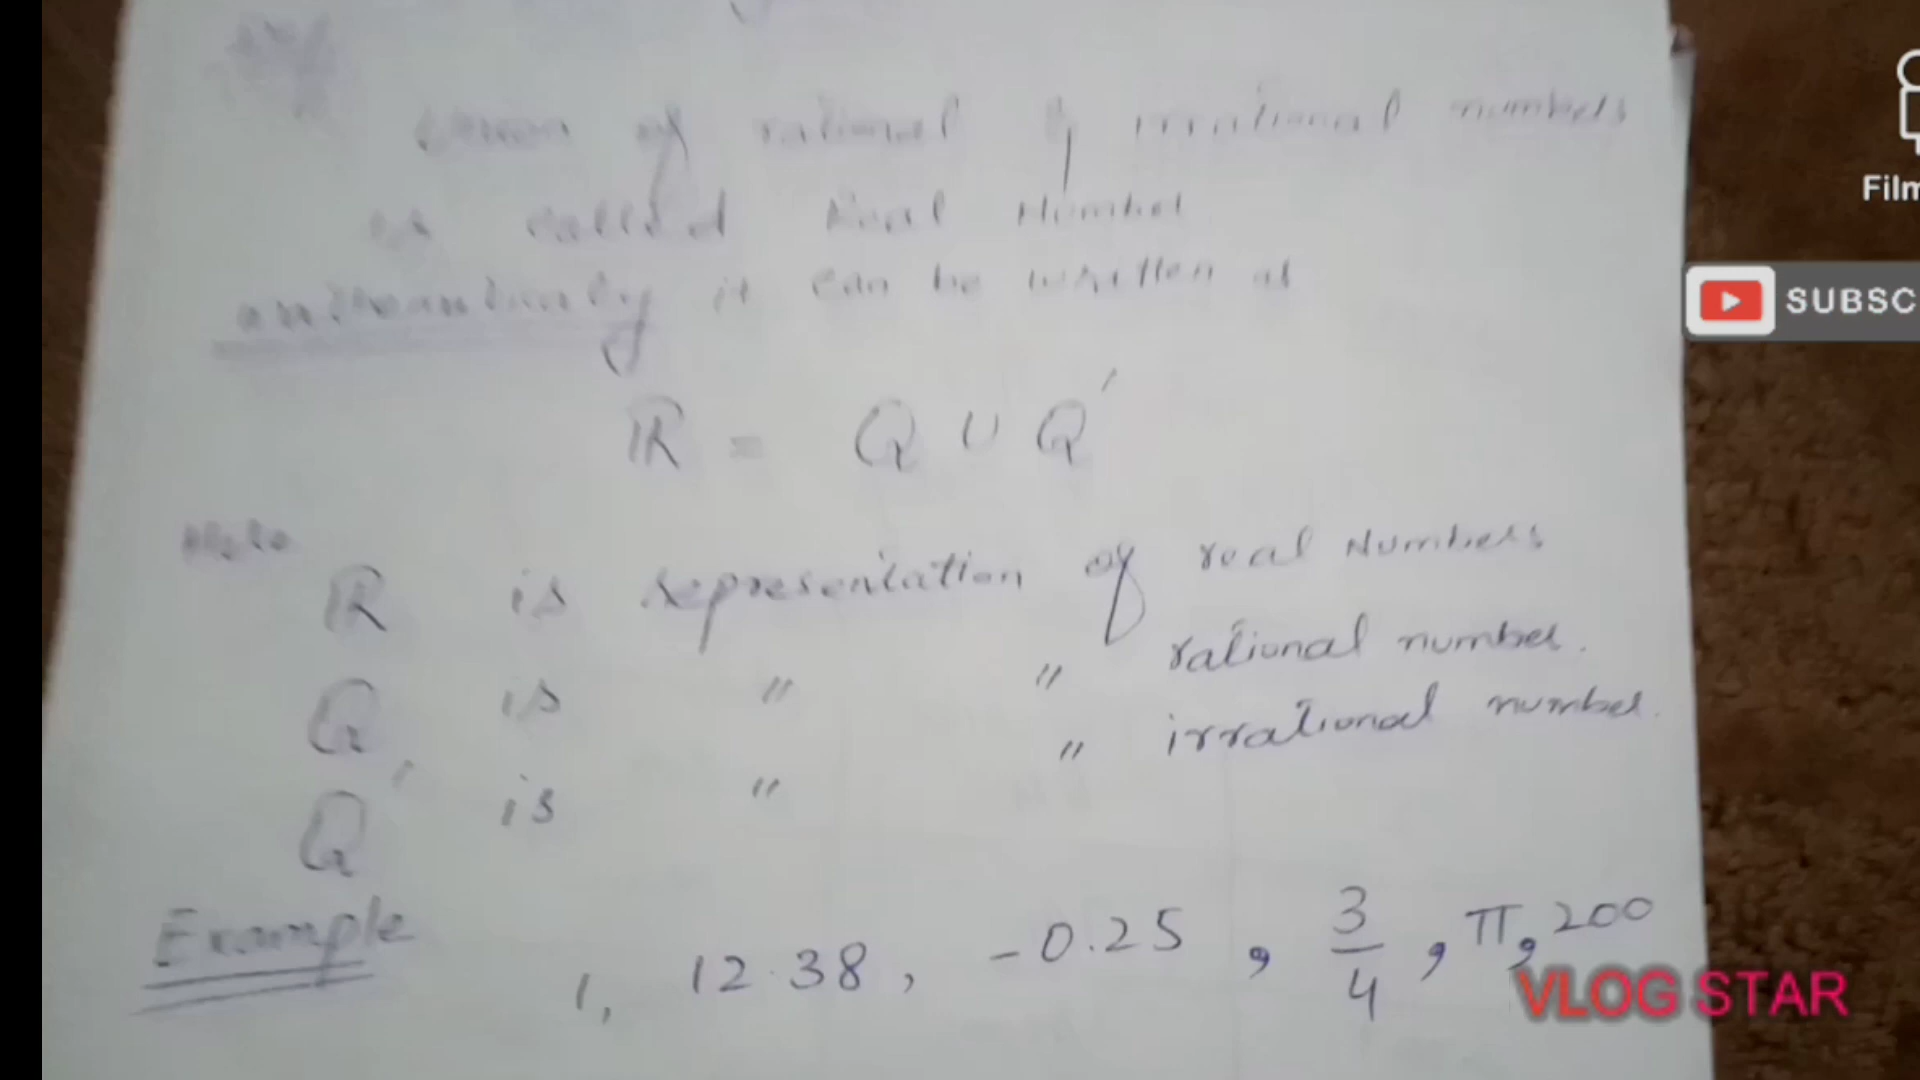 Union of rational & irrational numbers
is called Real Number
it can be written as
R = Q U Q'
Note
R is representation of real Numbers
Q is " " rational number.
Q' is " " irrational number.
Example
1, 12.38, -0.25, 3/4, π, 200
Film
SUBSC
VLOG STAR